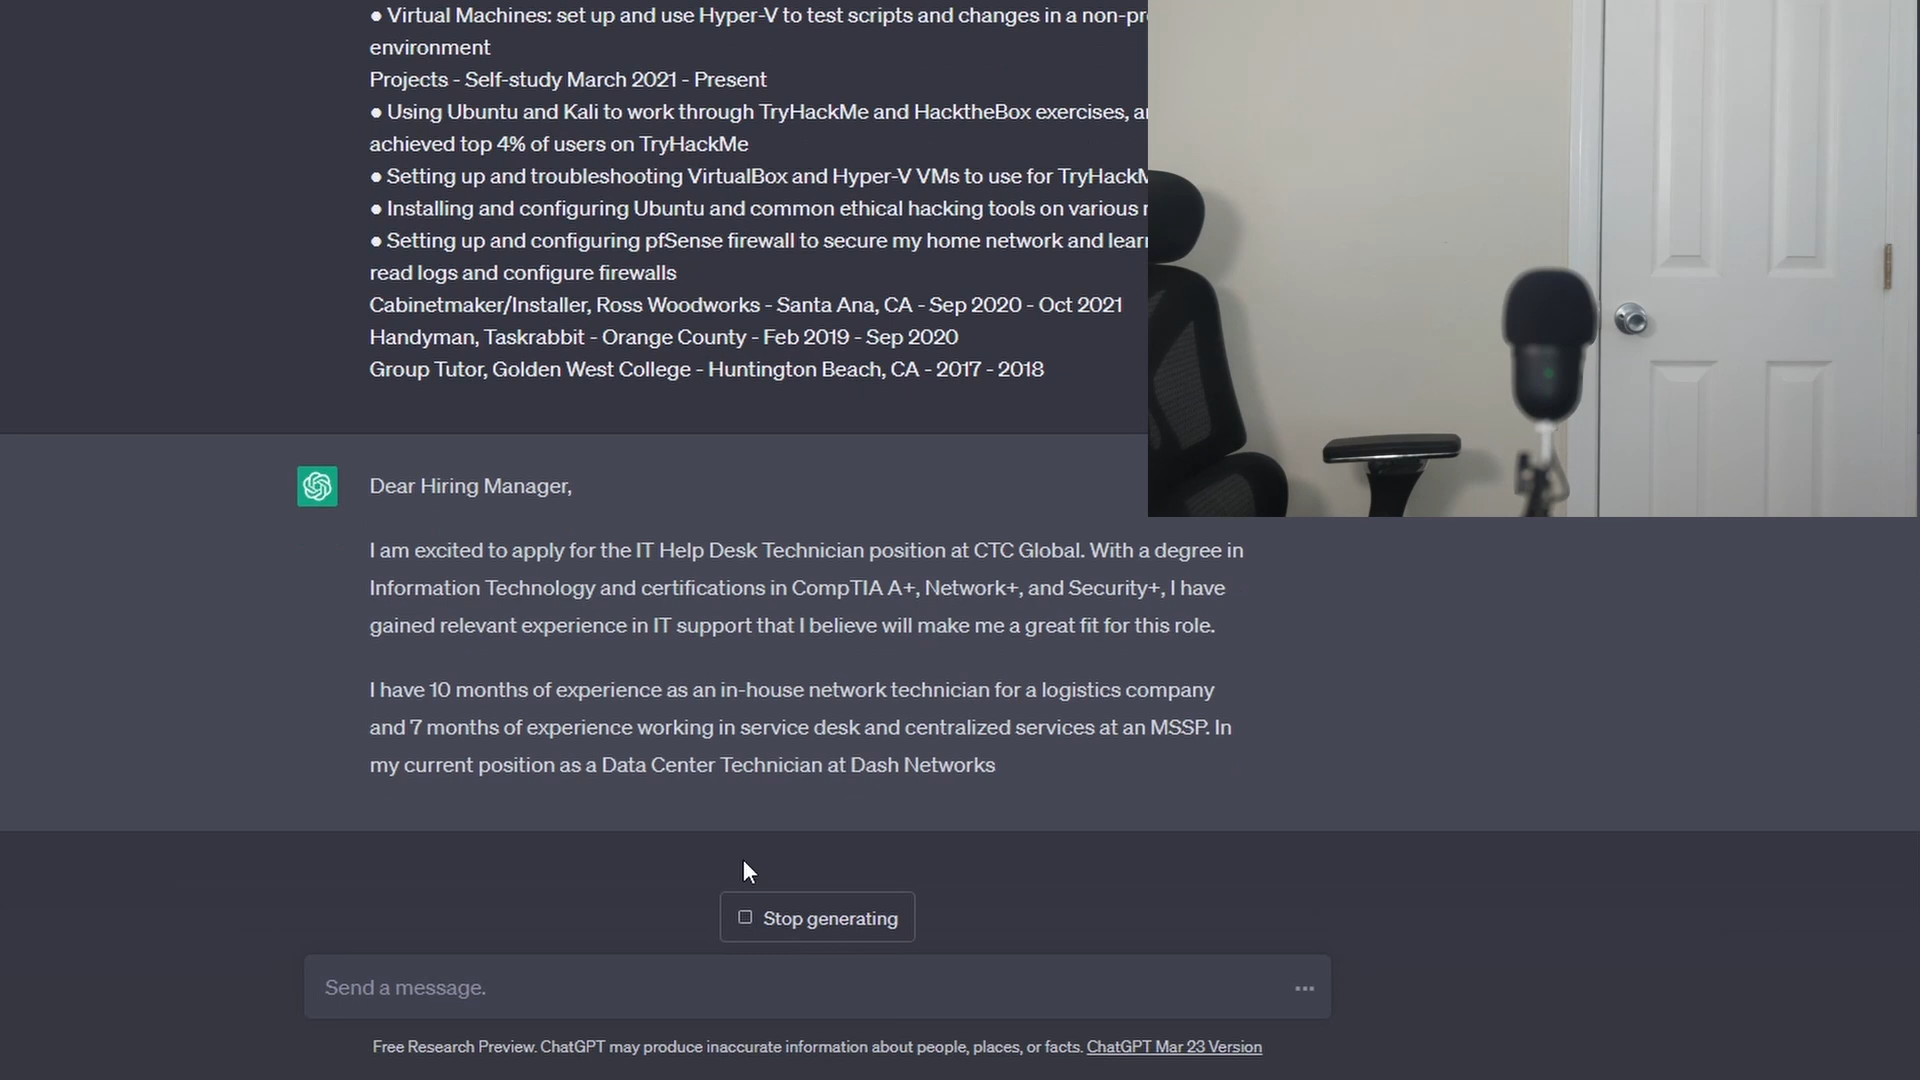 ● Virtual Machines: set up and use Hyper-V to test scripts and changes in a
environment
Projects - Self-study March 2021 - Present
● Using Ubuntu and Kali to work through TryHackMe and HacktheBox exercises,
achieved top 4% of users on TryHackMe
● Setting up and troubleshooting VirtualBox and Hyper-V VMs to use for
● Installing and configuring Ubuntu and common ethical hacking tools on various
● Setting up and configuring pfSense firewall to secure my home network and
read logs and configure firewalls
Cabinetmaker/Installer, Ross Woodworks - Santa Ana, CA - Sep 2020 - Oct 2021
Handyman, Taskrabbit - Orange County - Feb 2019 - Sep 2020
Group Tutor, Golden West College - Huntington Beach, CA - 2017 - 2018
Dear Hiring Manager,
I am excited to apply for the IT Help Desk Technician position at CTC Global. With a degree in
Information Technology and certifications in CompTIA A+, Network+, and Security+, I have
gained relevant experience in IT support that I believe will make me a great fit for this role.
I have 10 months of experience as an in-house network technician for a logistics company
and 7 months of experience working in service desk and centralized services at an MSSP. In
my current position as a Data Center Technician at Dash Networks
Stop generating
Send a message.
Free Research Preview. ChatGPT may produce inaccurate information about people, places, or facts. ChatGPT Mar 23 Version